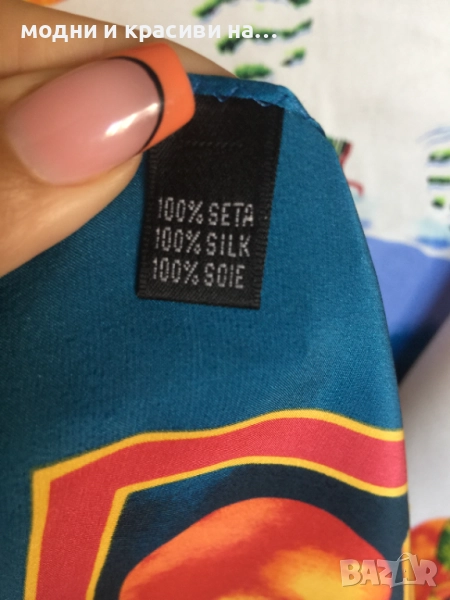 модни и красиви на...
100% SETA
100% SILK
100% SOIE
BAZAR